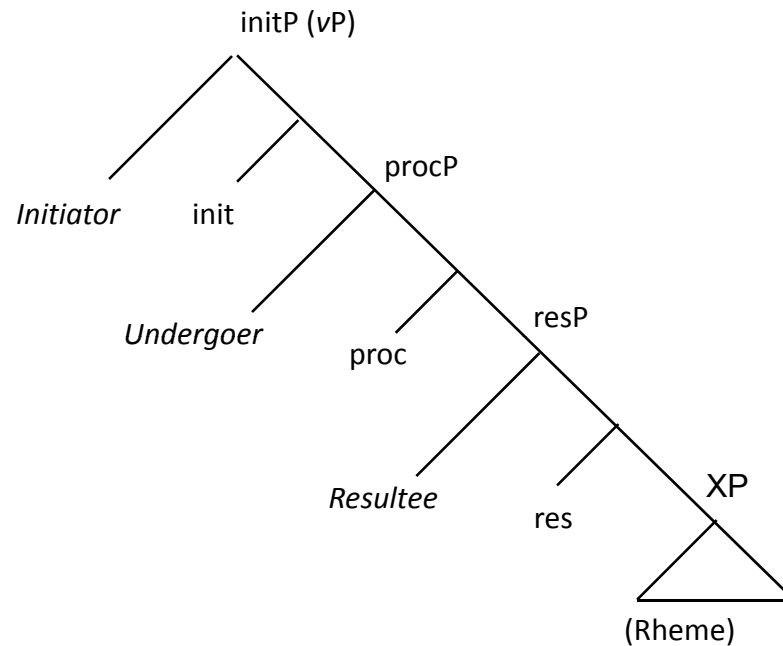 initP (vP)
procP
Initiator
init
resP
Undergoer
proc
XP
Resultee
res
(Rheme)